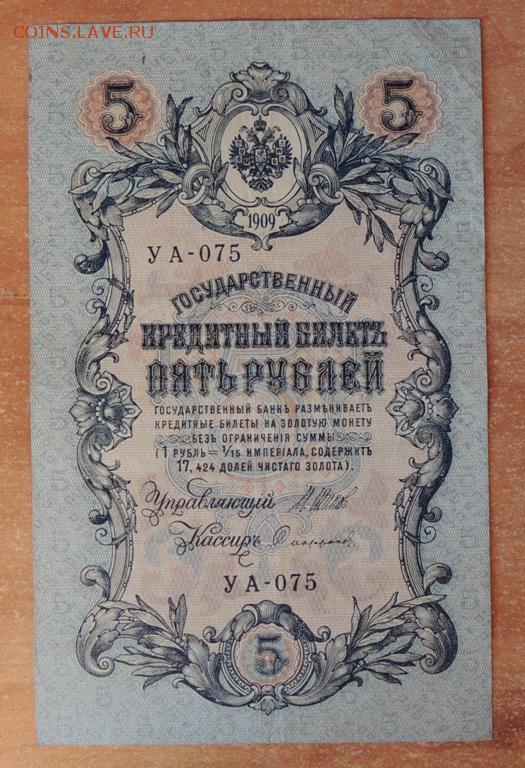 COINS.LAVE.RU
5 5
1909
УА-075
ГОСУДАРСТВЕННЫЙ
КРЕДИТНЫЙ БИЛЕТЪ
ПЯТЬ РУБЛЕЙ
ГОСУДАРСТВЕННЫЙ БАНКЪ РАЗМѢНИВАЕТЪ
КРЕДИТНЫЕ БИЛЕТЫ НА ЗОЛОТУЮ МОНЕТУ
БЕЗЪ ОГРАНИЧЕНІЯ СУММЫ
(1 РУБЛЬ = 1/15 ИМПЕРІАЛА, СОДЕРЖИТЪ
17,424 ДОЛЕЙ ЧИСТАГО ЗОЛОТА).
Управляющій
Кассиръ
УА-075
5